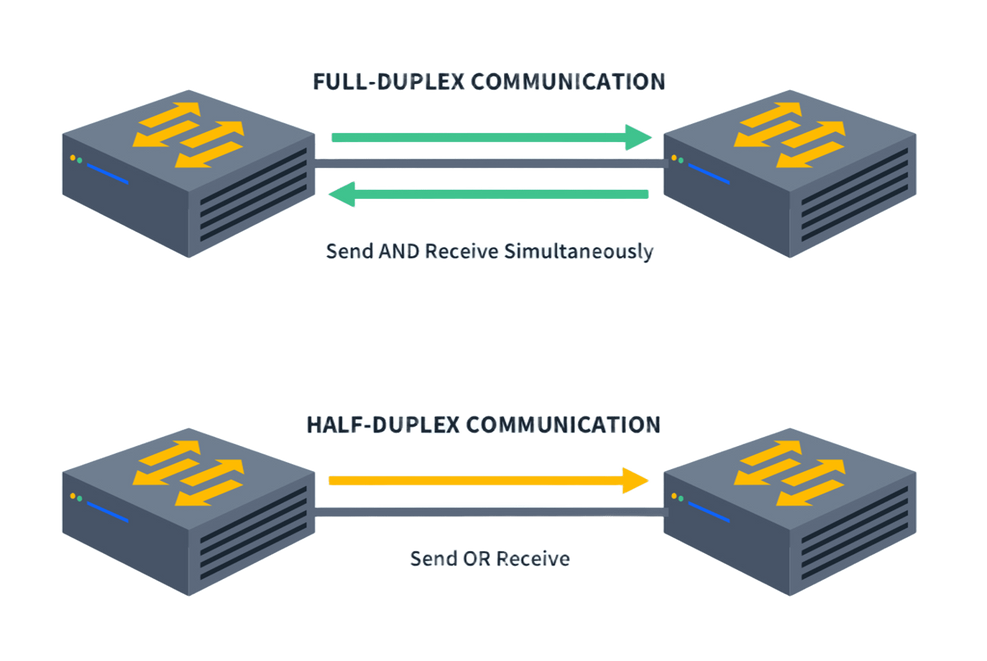 FULL-DUPLEX COMMUNICATION
Send AND Receive Simultaneously
HALF-DUPLEX COMMUNICATION
Send OR Receive